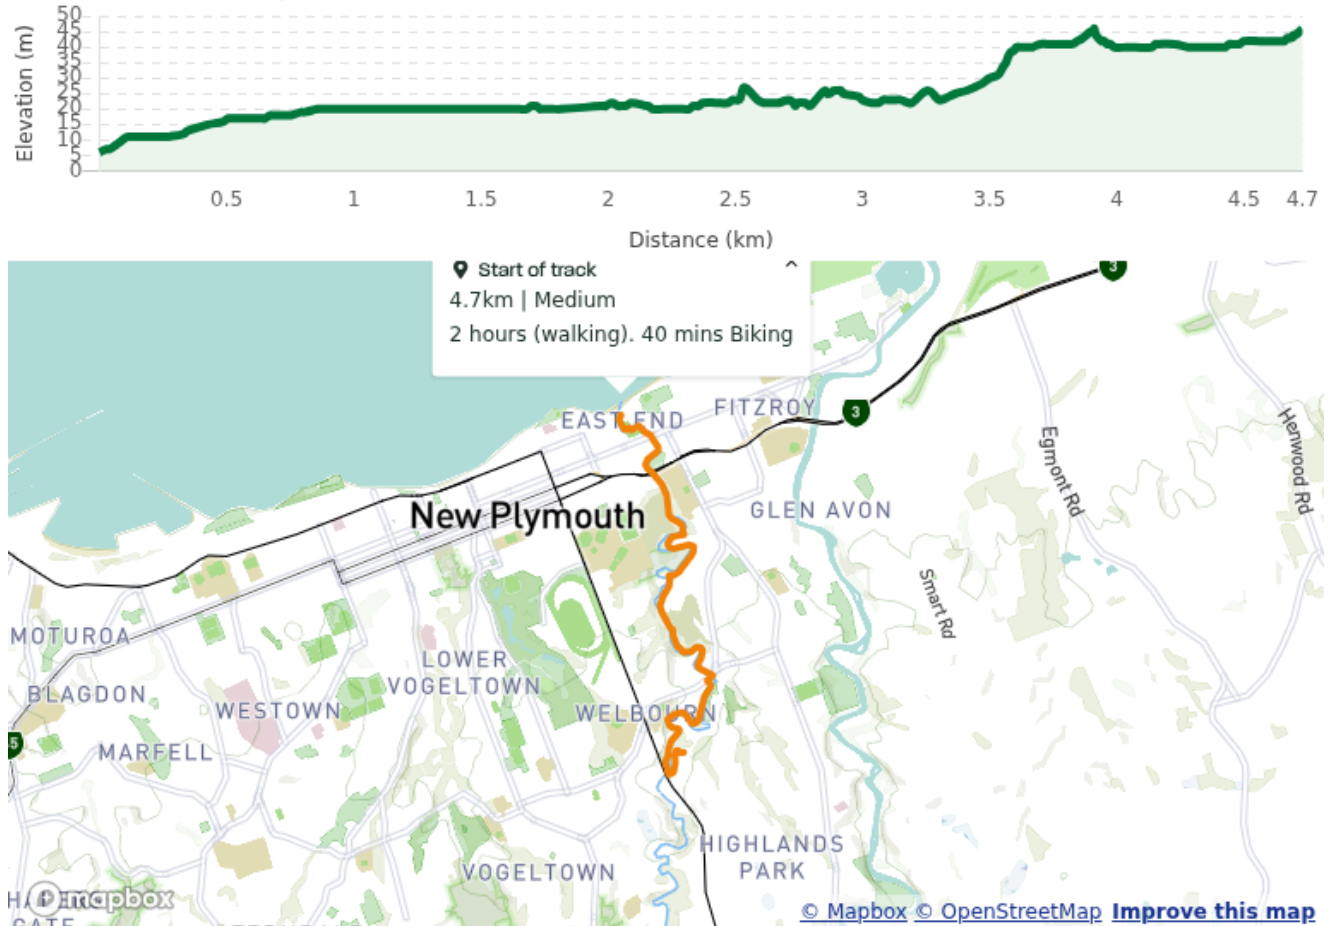 50
45
40
35
30
25
20
15
10
5
0
Elevation (m)
0.5 1 1.5 2 2.5 3 3.5 4 4.5 4.7
Distance (km)
Start of track
4.7km | Medium
2 hours (walking). 40 mins Biking
3
3
EAST END
FITZROY
Egmont Rd
Henwood Rd
New Plymouth
GLEN AVON
Smart Rd
MOTUROA
LOWER
VOGELTOWN
BLAGDON
WESTOWN
WELBOURN
MARFELL
HIGHLANDS
PARK
VOGELTOWN
mapbox
GATE
© Mapbox © OpenStreetMap Improve this map